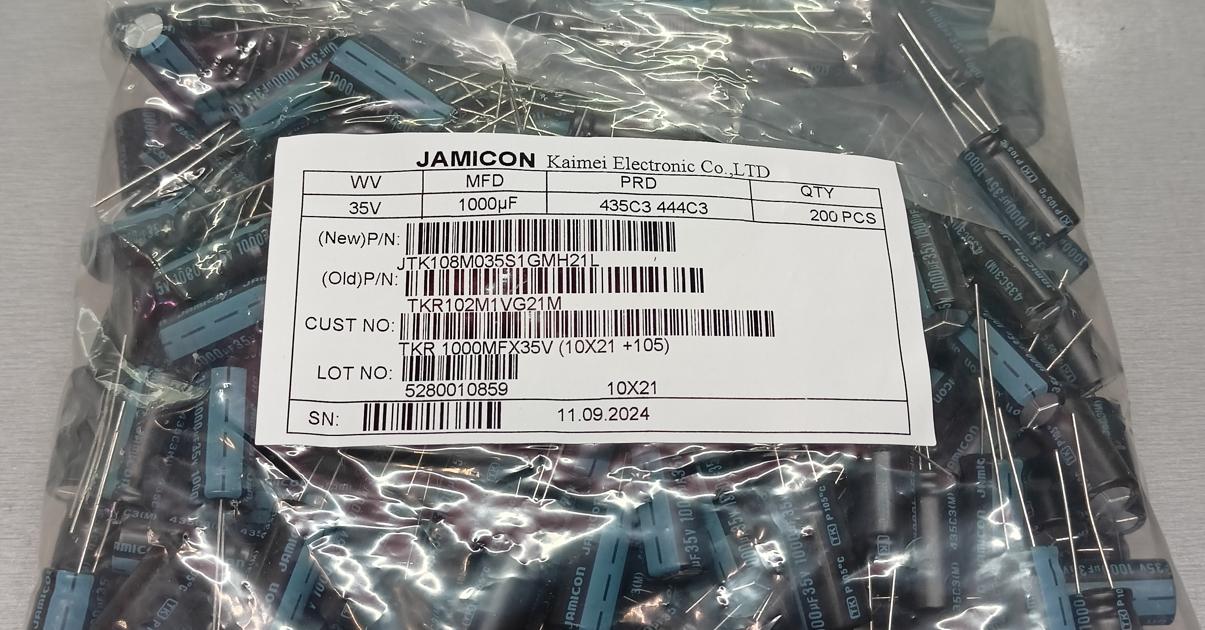 JAMICON Kaimei Electronic Co.,LTD
WV MFD PRD QTY
35V 1000µF 435C3 444C3 200 PCS
(New)P/N:
JTK108M035S1GMH21L
(Old)P/N:
TKR102M1VG21M
CUST NO:
TKR 1000MFX35V (10X21 +105)
LOT NO:
5280010859 10X21
SN: 11.09.2024